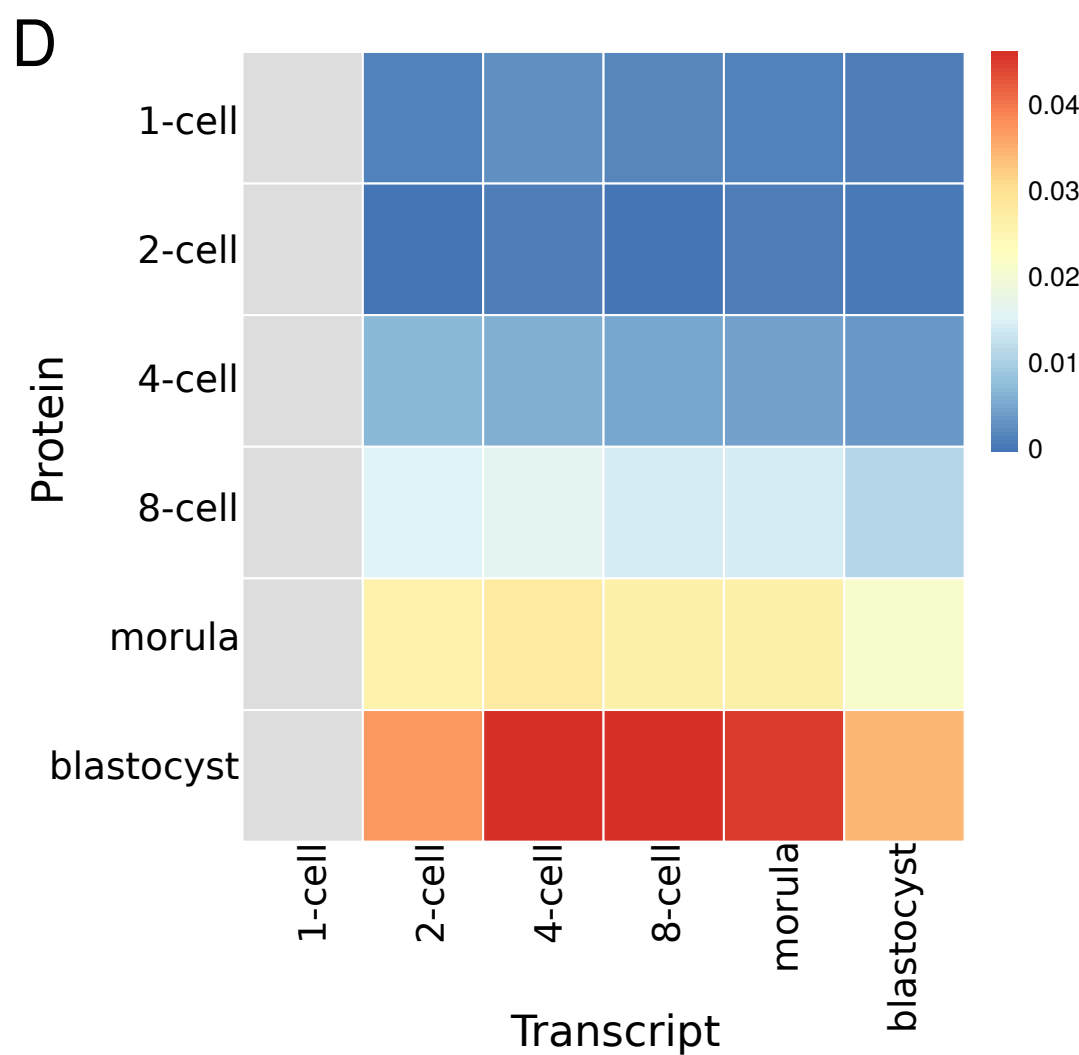 D
1-cell
2-cell
4-cell
8-cell
morula
blastocyst
Protein
0.04
0.03
0.02
0.01
0
1-cell
2-cell
4-cell
8-cell
morula
blastocyst
Transcript